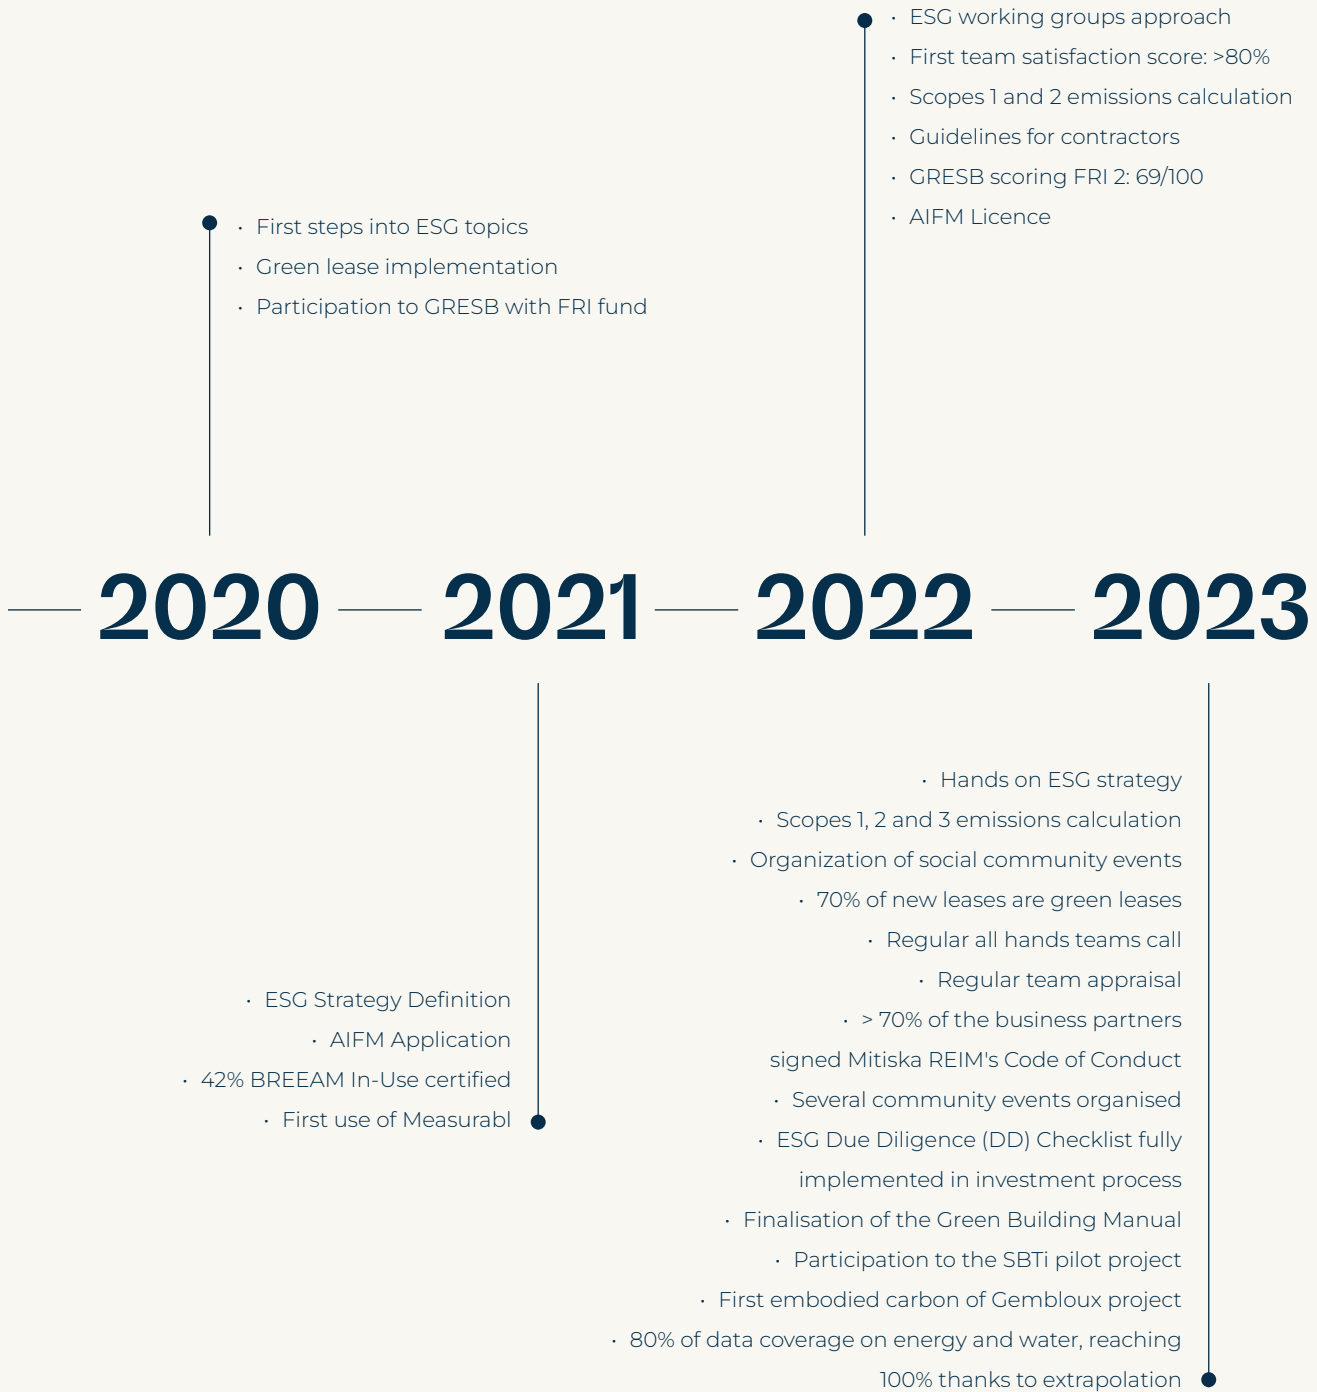 · ESG working groups approach
· First team satisfaction score: >80%
· Scopes 1 and 2 emissions calculation
· Guidelines for contractors
· GRESB scoring FRI 2: 69/100
· AIFM Licence
· First steps into ESG topics
· Green lease implementation
· Participation to GRESB with FRI fund
2020
2021
2022
2023
· ESG Strategy Definition
· AIFM Application
· 42% BREEAM In-Use certified
· First use of Measurabl
· Hands on ESG strategy
· Scopes 1, 2 and 3 emissions calculation
· Organization of social community events
· 70% of new leases are green leases
· Regular all hands teams call
· Regular team appraisal
· > 70% of the business partners
signed Mitiska REIM's Code of Conduct
· Several community events organised
· ESG Due Diligence (DD) Checklist fully
implemented in investment process
· Finalisation of the Green Building Manual
· Participation to the SBTi pilot project
· First embodied carbon of Gembloux project
· 80% of data coverage on energy and water, reaching
100% thanks to extrapolation